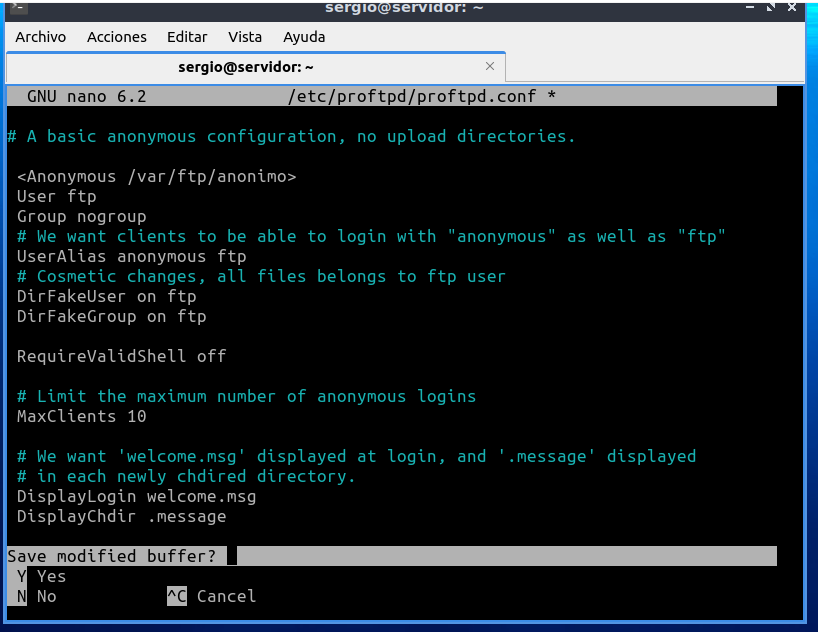 sergio@servidor: ~
Archivo Acciones Editar Vista Ayuda
sergio@servidor: ~
GNU nano 6.2 /etc/proftpd/proftpd.conf *
# A basic anonymous configuration, no upload directories.
<Anonymous /var/ftp/anonimo>
User ftp
Group nogroup
# We want clients to be able to login with "anonymous" as well as "ftp"
UserAlias anonymous ftp
# Cosmetic changes, all files belongs to ftp user
DirFakeUser on ftp
DirFakeGroup on ftp
RequireValidShell off
# Limit the maximum number of anonymous logins
MaxClients 10
# We want 'welcome.msg' displayed at login, and '.message' displayed
# in each newly chdired directory.
DisplayLogin welcome.msg
DisplayChdir .message
Save modified buffer?
Y Yes
N No ^C Cancel